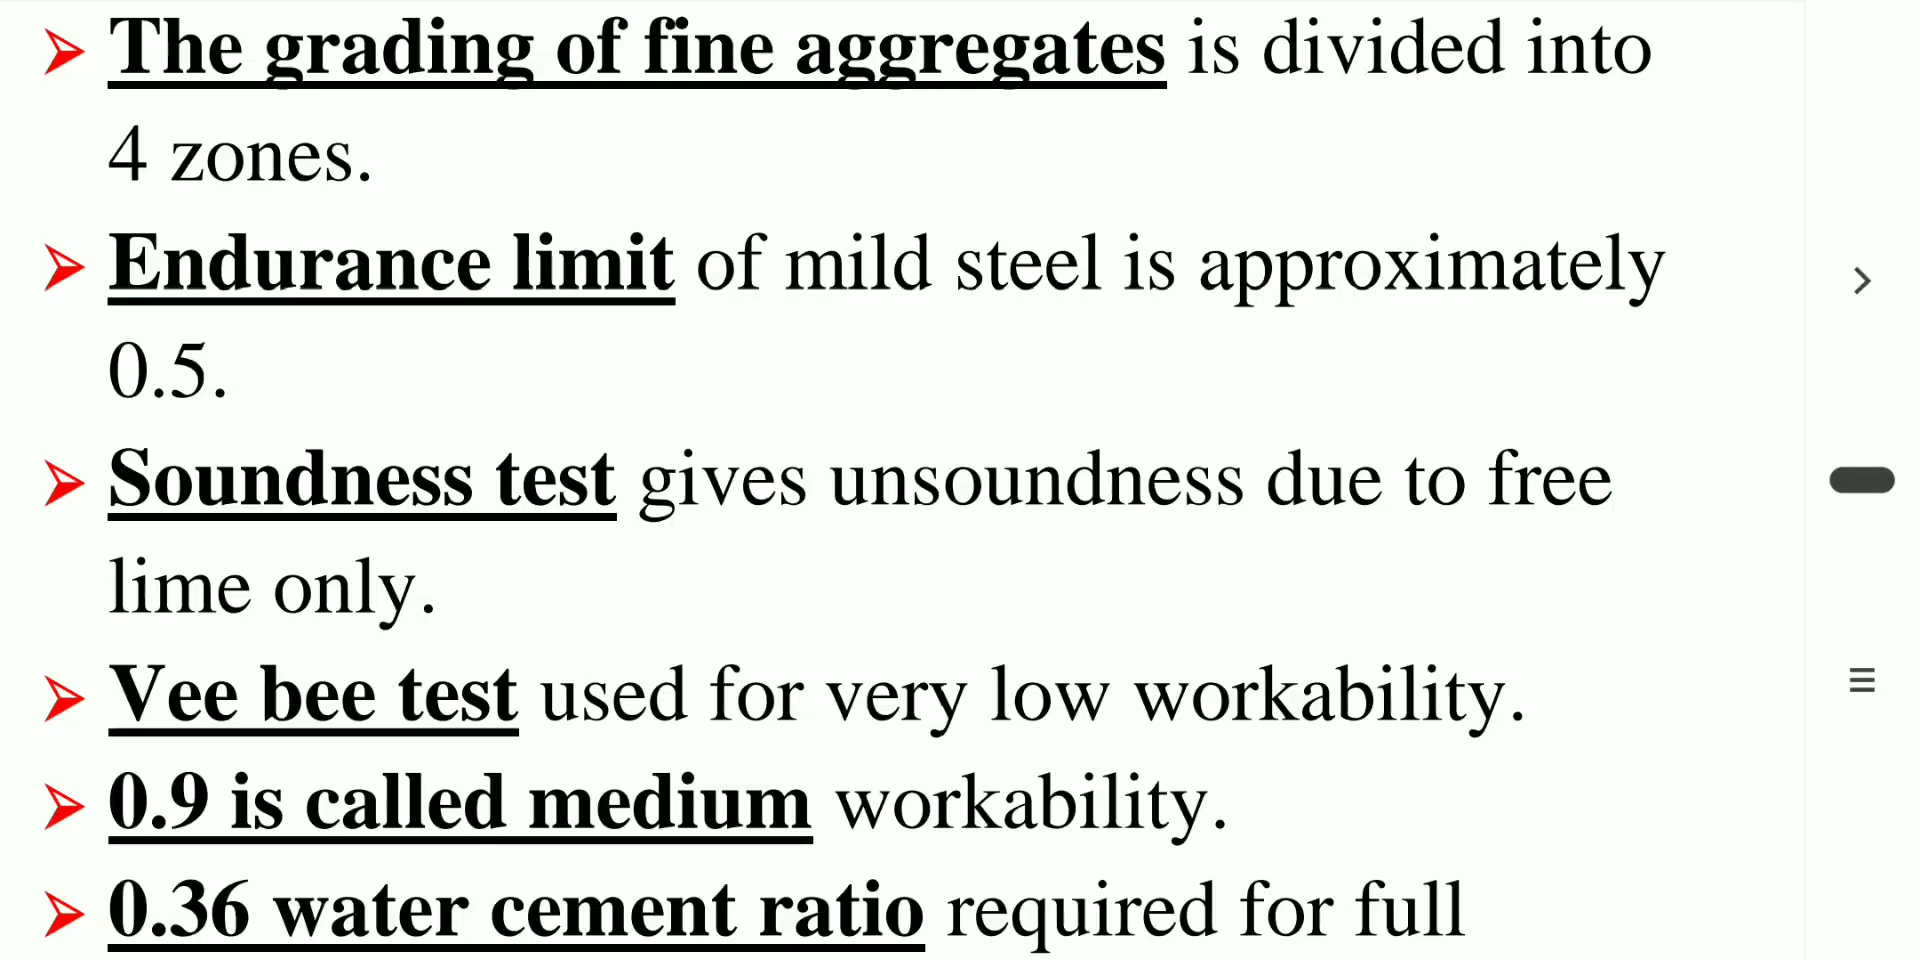 ➢ The grading of fine aggregates is divided into
4 zones.
➢ Endurance limit of mild steel is approximately
0.5.
➢ Soundness test gives unsoundness due to free
lime only.
➢ Vee bee test used for very low workability.
➢ 0.9 is called medium workability.
➢ 0.36 water cement ratio required for full